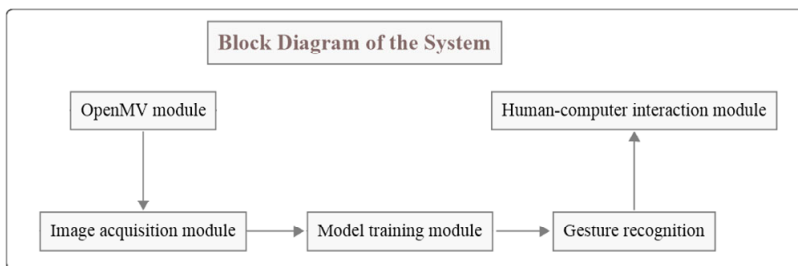 Block Diagram of the System
OpenMV module
Human-computer interaction module
Image acquisition module
Model training module
Gesture recognition